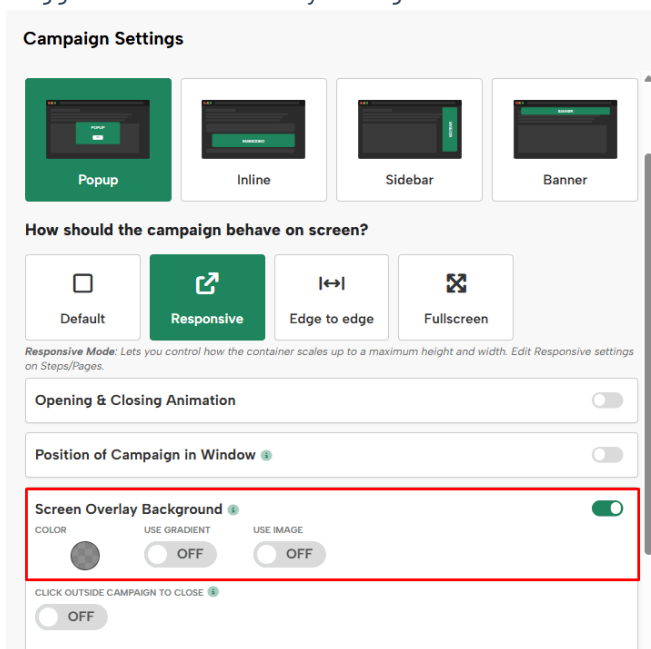 Campaign Settings
POPUP
BANNER
Popup
Inline
Sidebar
Banner
How should the campaign behave on screen?
Default
Responsive
Edge to edge
Fullscreen
Responsive Mode: Lets you control how the container scales up to a maximum height and width. Edit Responsive settings
on Steps/Pages.
Opening & Closing Animation
Position of Campaign in Window
Screen Overlay Background
COLOR
USE GRADIENT
USE IMAGE
OFF
OFF
CLICK OUTSIDE CAMPAIGN TO CLOSE
OFF